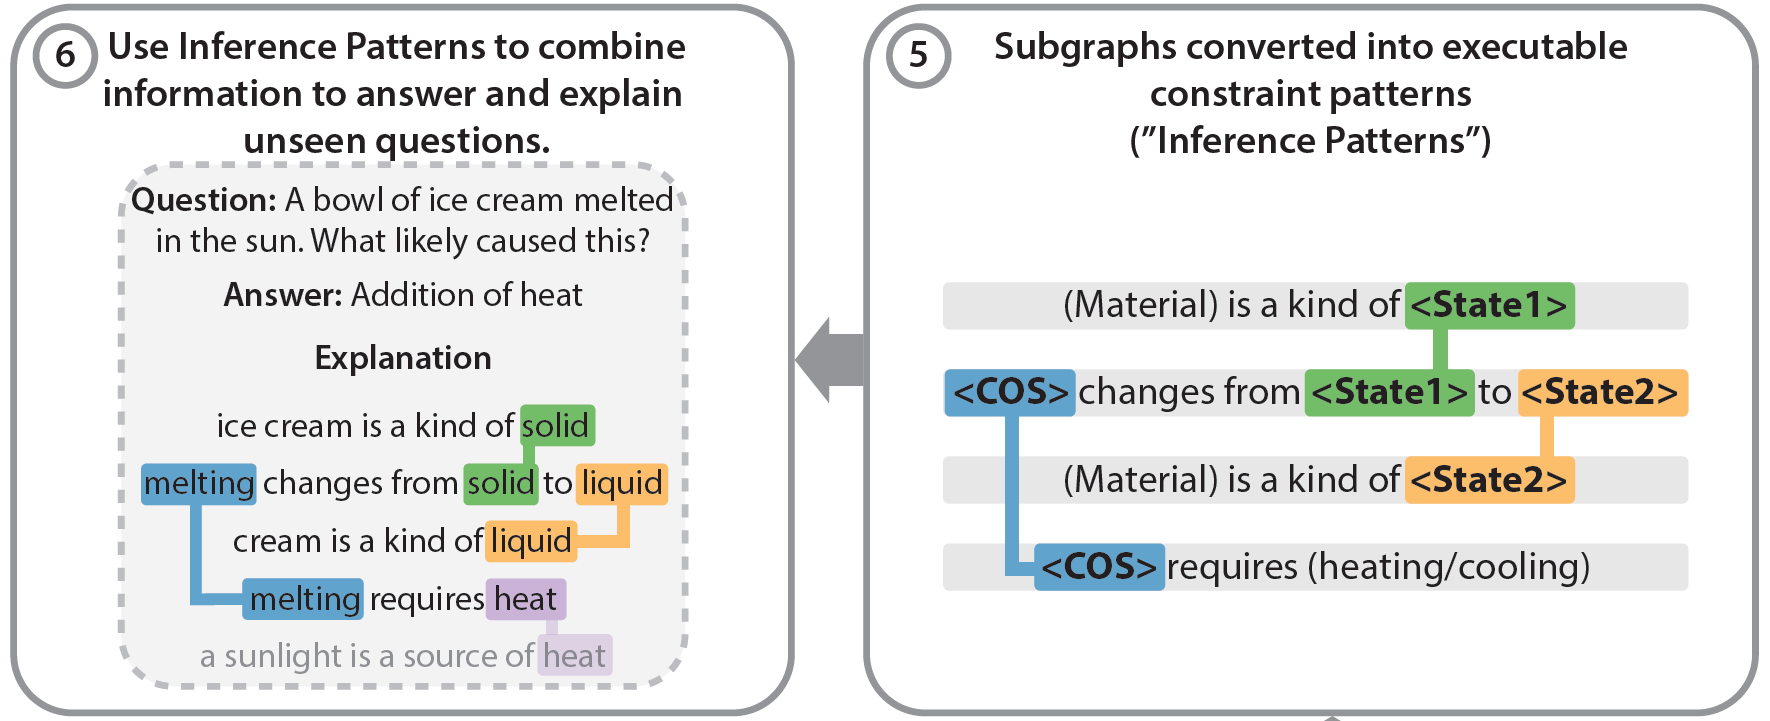 6
Use Inference Patterns to combine
information to answer and explain
unseen questions.
Question: A bowl of ice cream melted
in the sun. What likely caused this?
Answer: Addition of heat
Explanation
ice cream is a kind of solid
melting changes from solid to liquid
cream is a kind of liquid
melting requires heat
a sunlight is a source of heat
5
Subgraphs converted into executable
constraint patterns
(”Inference Patterns”)
(Material) is a kind of <State1>
<COS> changes from <State1> to <State2>
(Material) is a kind of <State2>
<COS> requires (heating/cooling)